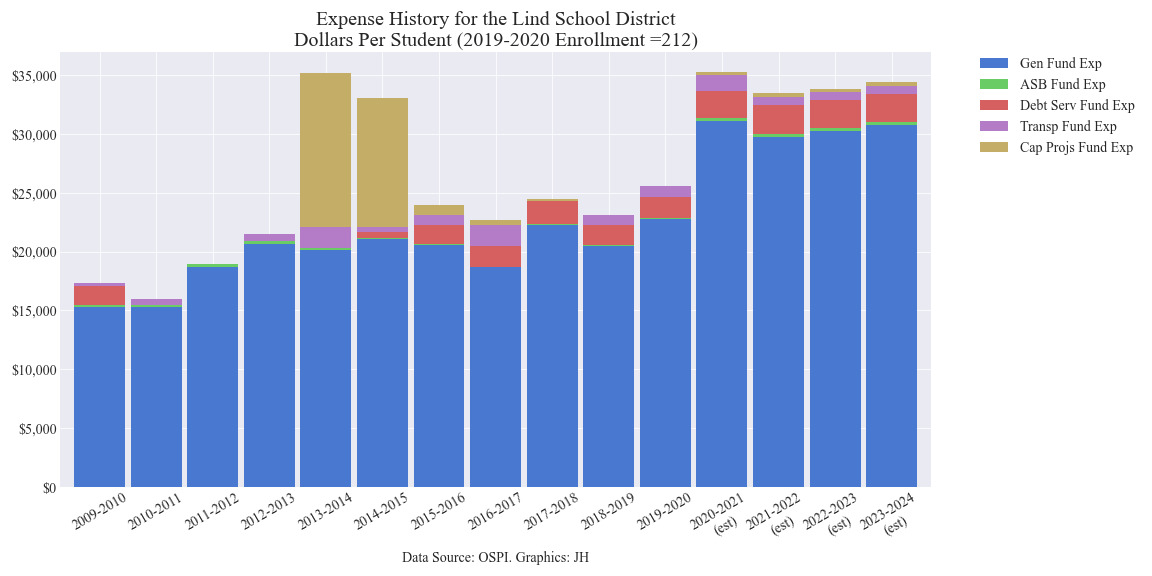 Expense History for the Lind School District
Dollars Per Student (2019-2020 Enrollment =212)
Gen Fund Exp
ASB Fund Exp
Debt Serv Fund Exp
Transp Fund Exp
Cap Projs Fund Exp
$35,000
$30,000
$25,000
$20,000
$15,000
$10,000
$5,000
$0
2009-2010
2010-2011
2011-2012
2012-2013
2013-2014
2014-2015
2015-2016
2016-2017
2017-2018
2018-2019
2019-2020
2020-2021
(est)
2021-2022
(est)
2022-2023
(est)
2023-2024
(est)
Data Source: OSPI. Graphics: JH